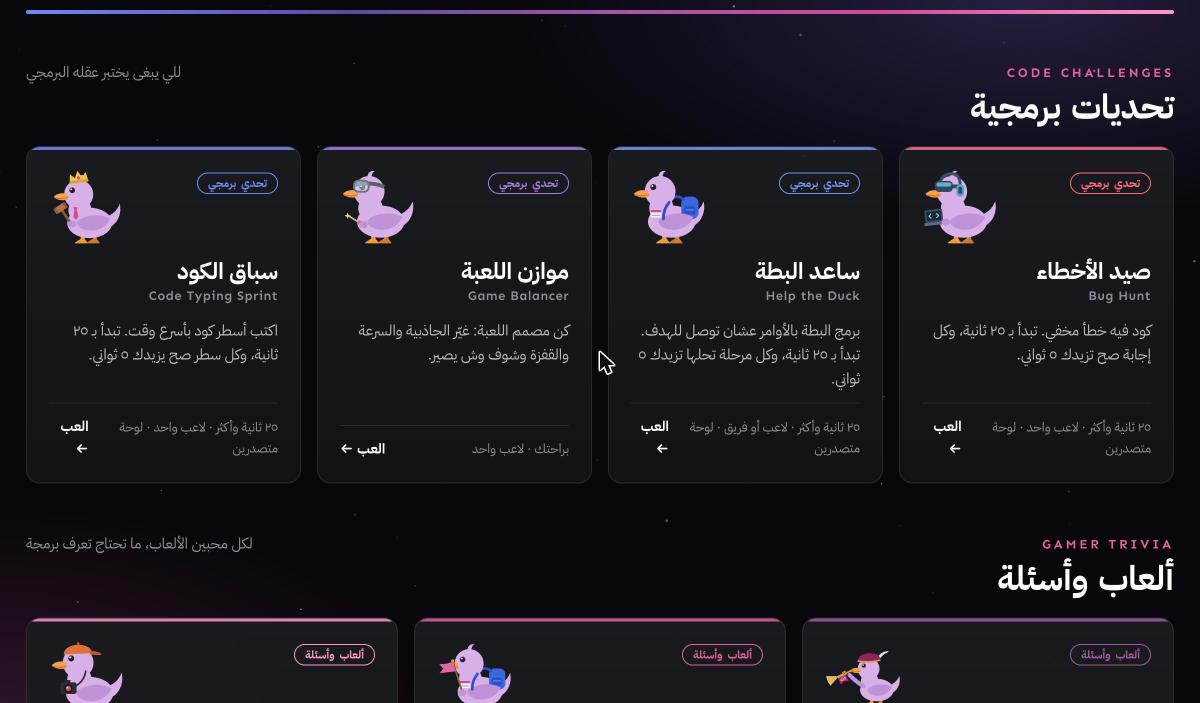 CODE CHALLENGES
تحديات برمجية
للي يبغى يختبر عقله البرمجي
تحدي برمجي
صيد الأخطاء
Bug Hunt
كود فيه خطأ مخفي. تبدأ بـ ٢٥ ثانية، وكل
إجابة صح تزيدك ٥ ثواني.
٢٥ ثانية وأكثر · لاعب واحد · لوحة
متصدرين
العب
←
تحدي برمجي
ساعد البطة
Help the Duck
برمج البطة بالأوامر عشان توصل للهدف.
تبدأ بـ ٢٥ ثانية، وكل مرحلة تحلها تزيدك ٥
ثواني.
٢٥ ثانية وأكثر · لاعب أو فريق · لوحة
متصدرين
العب
←
تحدي برمجي
موازن اللعبة
Game Balancer
كن مصمم اللعبة: غيّر الجاذبية والسرعة
والقفزة وشوف وش يصير.
براحتك · لاعب واحد
العب ←
تحدي برمجي
سباق الكود
Code Typing Sprint
اكتب أسطر كود بأسرع وقت. تبدأ بـ ٢٥
ثانية، وكل سطر صح يزيدك ٥ ثواني.
٢٥ ثانية وأكثر · لاعب واحد · لوحة
متصدرين
العب
←
GAMER TRIVIA
ألعاب وأسئلة
لكل محبين الألعاب، ما تحتاج تعرف برمجة
ألعاب وأسئلة
ألعاب وأسئلة
ألعاب وأسئلة